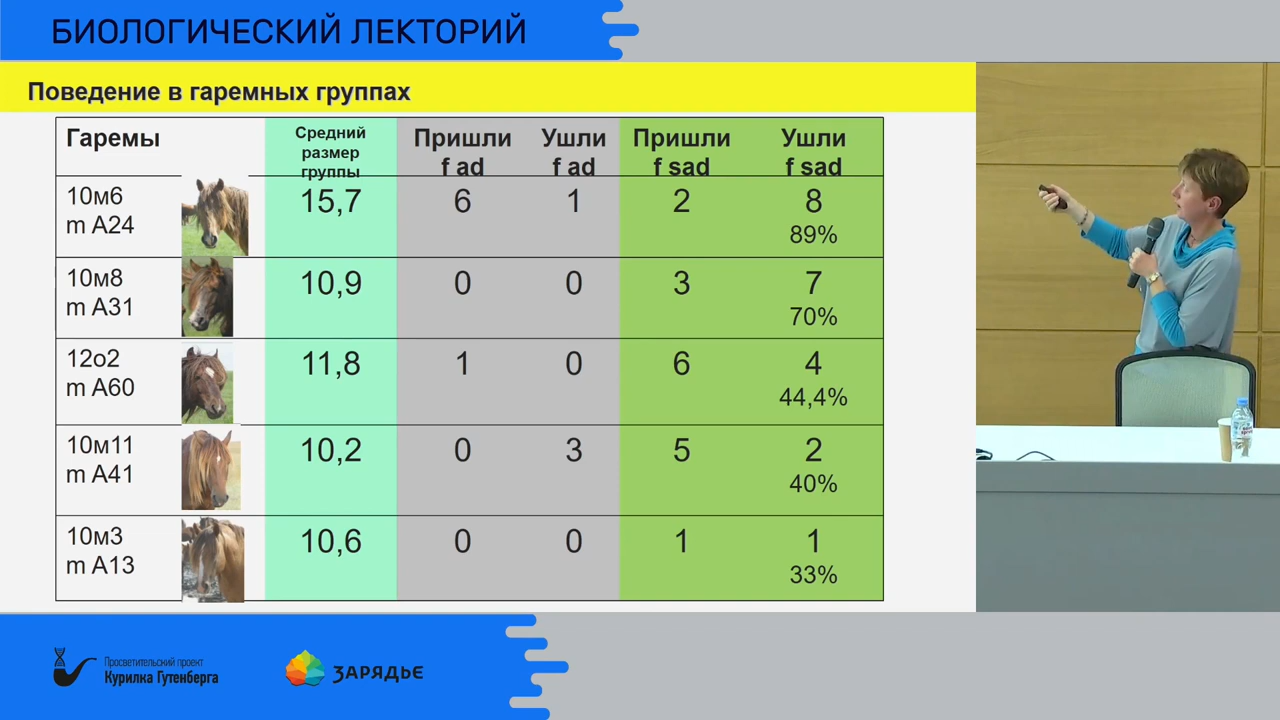 БИОЛОГИЧЕСКИЙ ЛЕКТОРИЙ
Поведение в гаремных группах
Гаремы
Средний
размер
группы
Пришли
f ad
Ушли
f ad
Пришли
f sad
Ушли
f sad
10м6
m A24
15,7
6
1
2
8
89%
10м8
m A31
10,9
0
0
3
7
70%
12о2
m A60
11,8
1
0
6
4
44,4%
10м11
m A41
10,2
0
3
5
2
40%
10м3
m A13
10,6
0
0
1
1
33%
Просветительский проект
Курилка Гутенберга
ЗАРЯДЬЕ